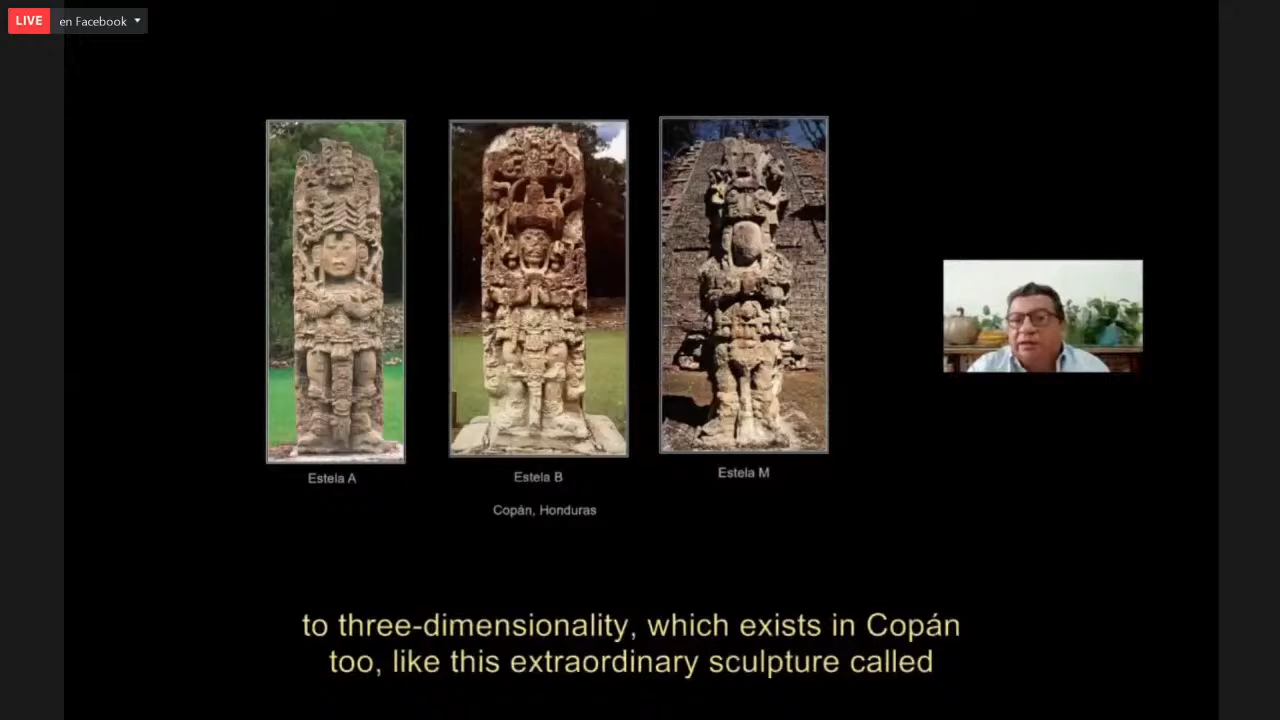 LIVE en Facebook
Estela A
Estela B
Estela M
Copán, Honduras
to three-dimensionality, which exists in Copán
too, like this extraordinary sculpture called